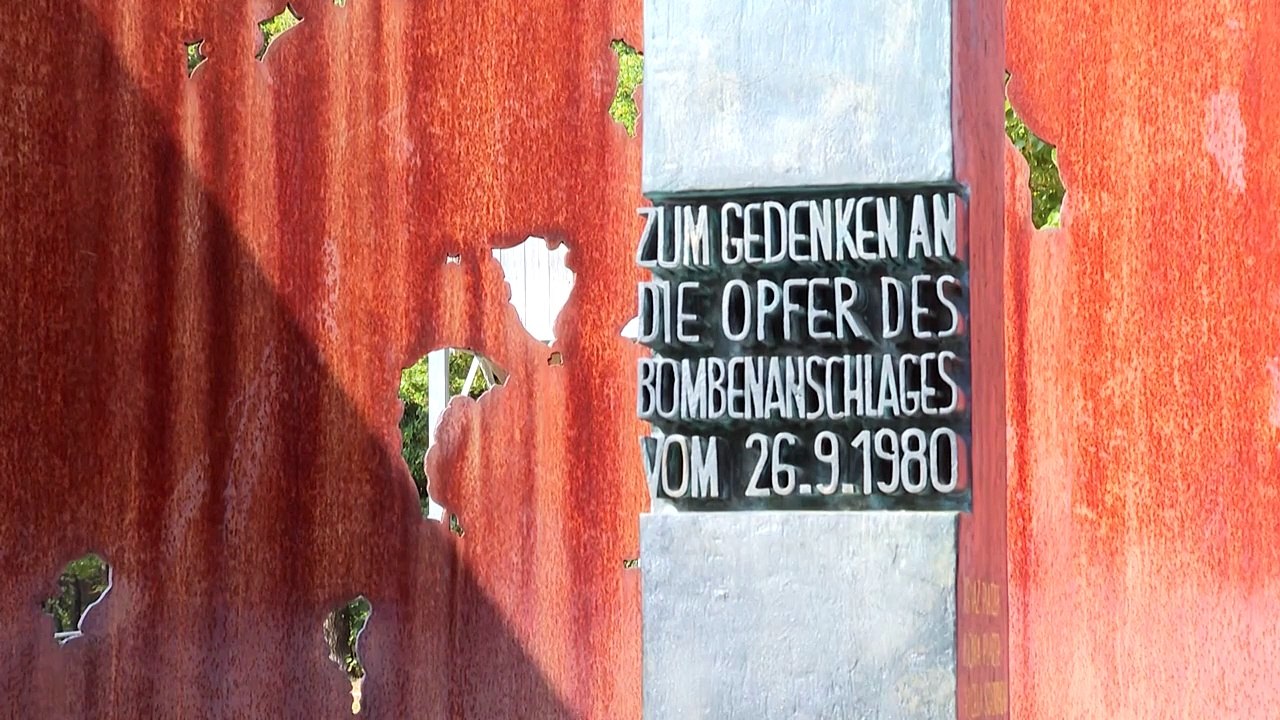 ZUM GEDENKEN AN
DIE OPFER DES
BOMBENANSCHLAGES
VOM 26.9.1980